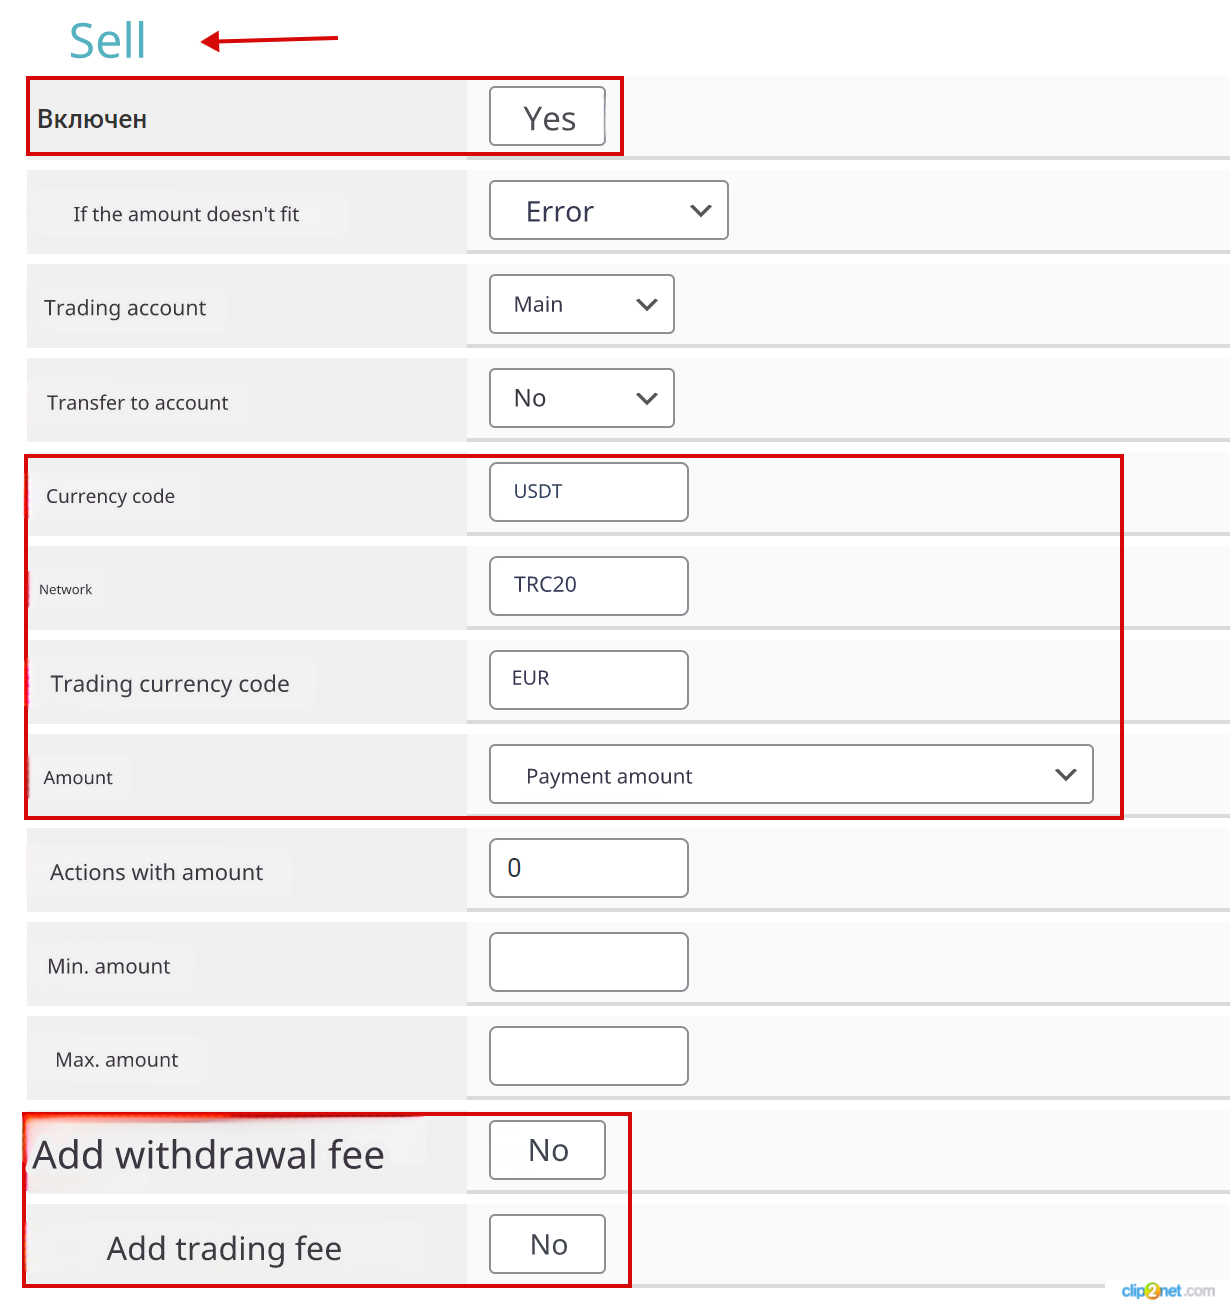 Sell
Включен Yes
If the amount doesn't fit Error
Trading account Main
Transfer to account No
Currency code USDT
Network TRC20
Trading currency code EUR
Amount Payment amount
Actions with amount 0
Min. amount
Max. amount
Add withdrawal fee No
Add trading fee No
clip2net.com